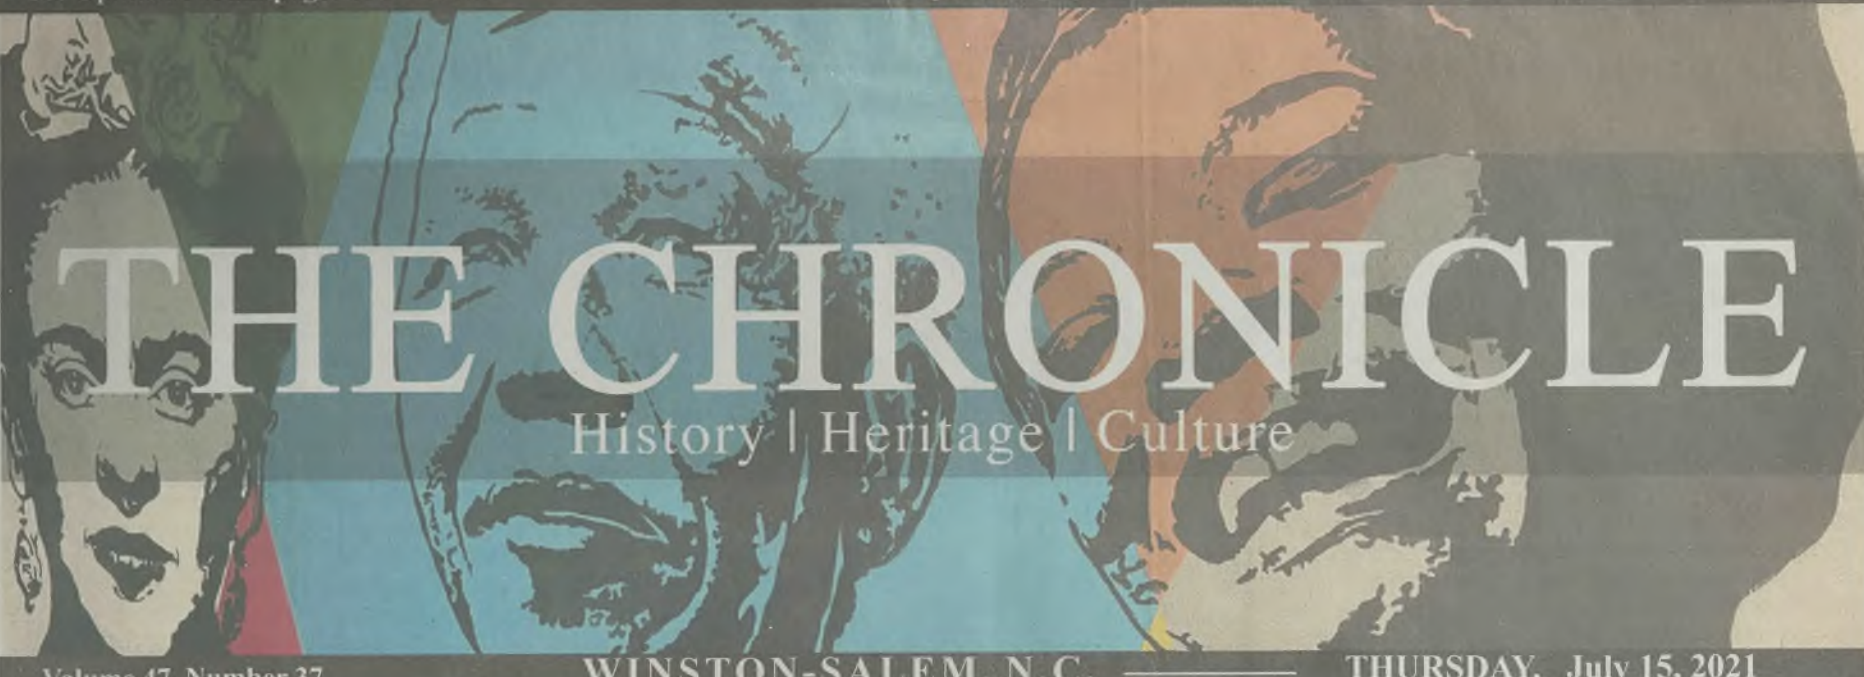 THE CHRONICLE
History | Heritage | Culture
Volume 47, Number 37
WINSTON-SALEM, N.C.
THURSDAY, July 15, 2021